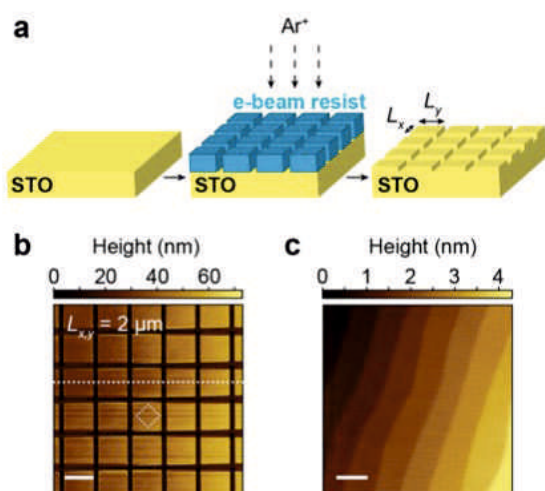 a
Ar⁺
e-beam resist
Lₓ
Lᵧ
STO
STO
STO
b
Height (nm)
0 20 40 60
Lₓ,ᵧ = 2 μm
c
Height (nm)
0 1 2 3 4